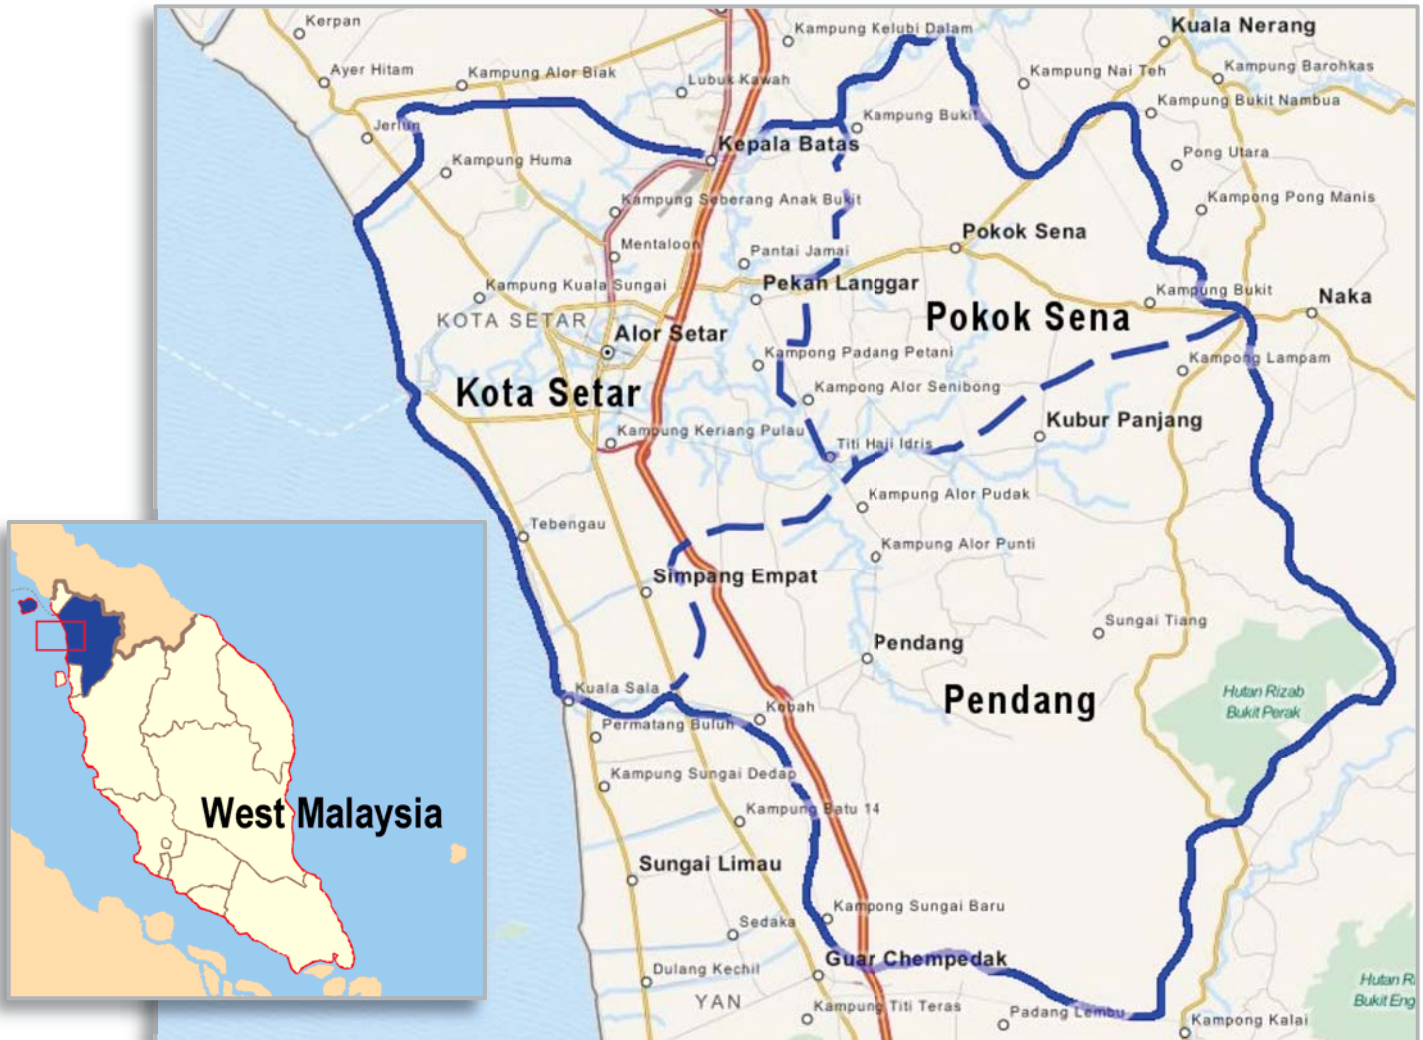 Kerpan
Kampung Kelubi Dalam
Kuala Nerang
Ayer Hitam
Kampung Alor Biak
Lubuk Kawah
Kampung Nai Teh
Kampung Barohkas
Kampung Bukit Nambua
Jerlun
Kampung Bukit
Kepala Batas
Kampung Huma
Pong Utara
Kampung Seberang Anak Bukit
Kampong Pong Manis
Mentaloon
Pantai Jamai
Pokok Sena
Kampung Kuala Sungai
Pekan Langgar
Kampung Bukit
Naka
KOTA SETAR
Alor Setar
Pokok Sena
Kampong Padang Petani
Kampong Lampam
Kota Setar
Kampong Alor Senibong
Kubur Panjang
Kampung Keriang Pulau
Titi Haji Idris
Kampung Alor Pudak
Tebengau
Kampung Alor Punti
Simpang Empat
Sungai Tiang
Pendang
Kuala Sala
Pendang
Hutan Rizab
Bukit Perak
Kobah
Permatang Buluh
Kampung Sungai Dedap
Kampung Batu 14
West Malaysia
Sungai Limau
Kampong Sungai Baru
Sedaka
Guar Chempedak
Dulang Kechil
Hutan Ri
Bukit Eng
YAN
Kampung Titi Teras
Padang Lembu
Kampong Kalai